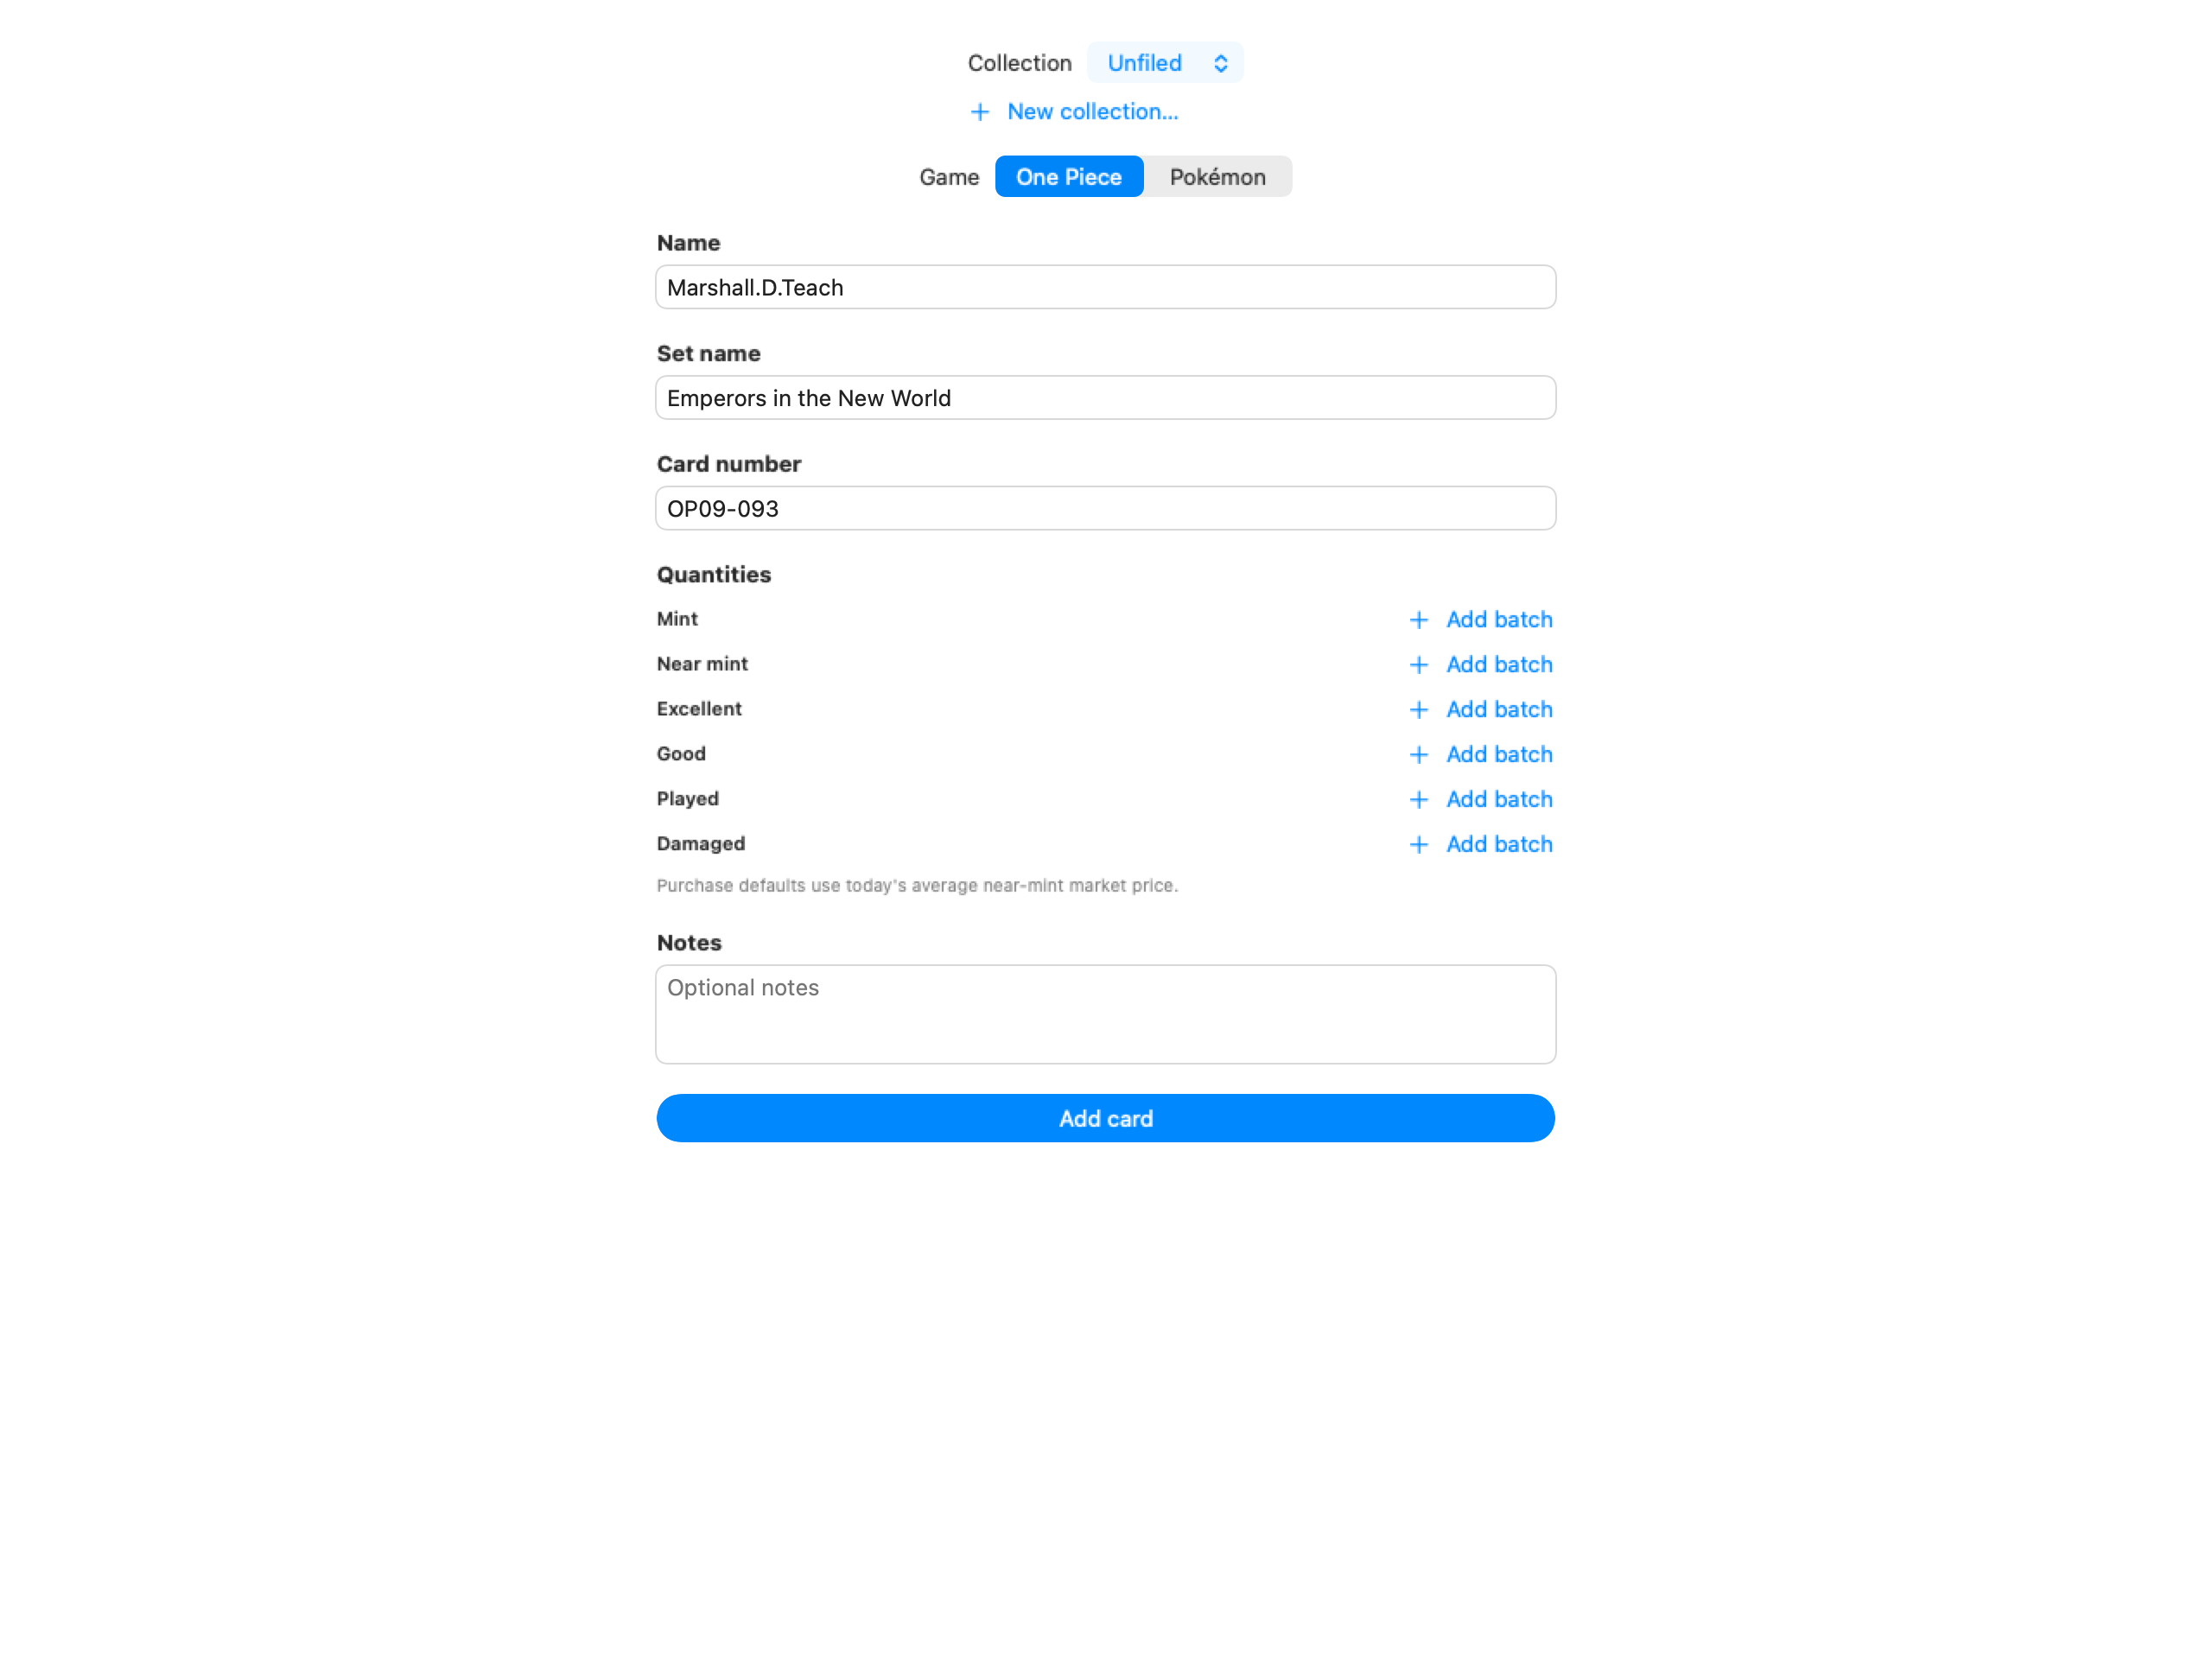 Collection Unfiled
+ New collection...
Game One Piece Pokémon
Name
Marshall.D.Teach
Set name
Emperors in the New World
Card number
OP09-093
Quantities
Mint + Add batch
Near mint + Add batch
Excellent + Add batch
Good + Add batch
Played + Add batch
Damaged + Add batch
Purchase defaults use today's average near-mint market price.
Notes
Optional notes
Add card